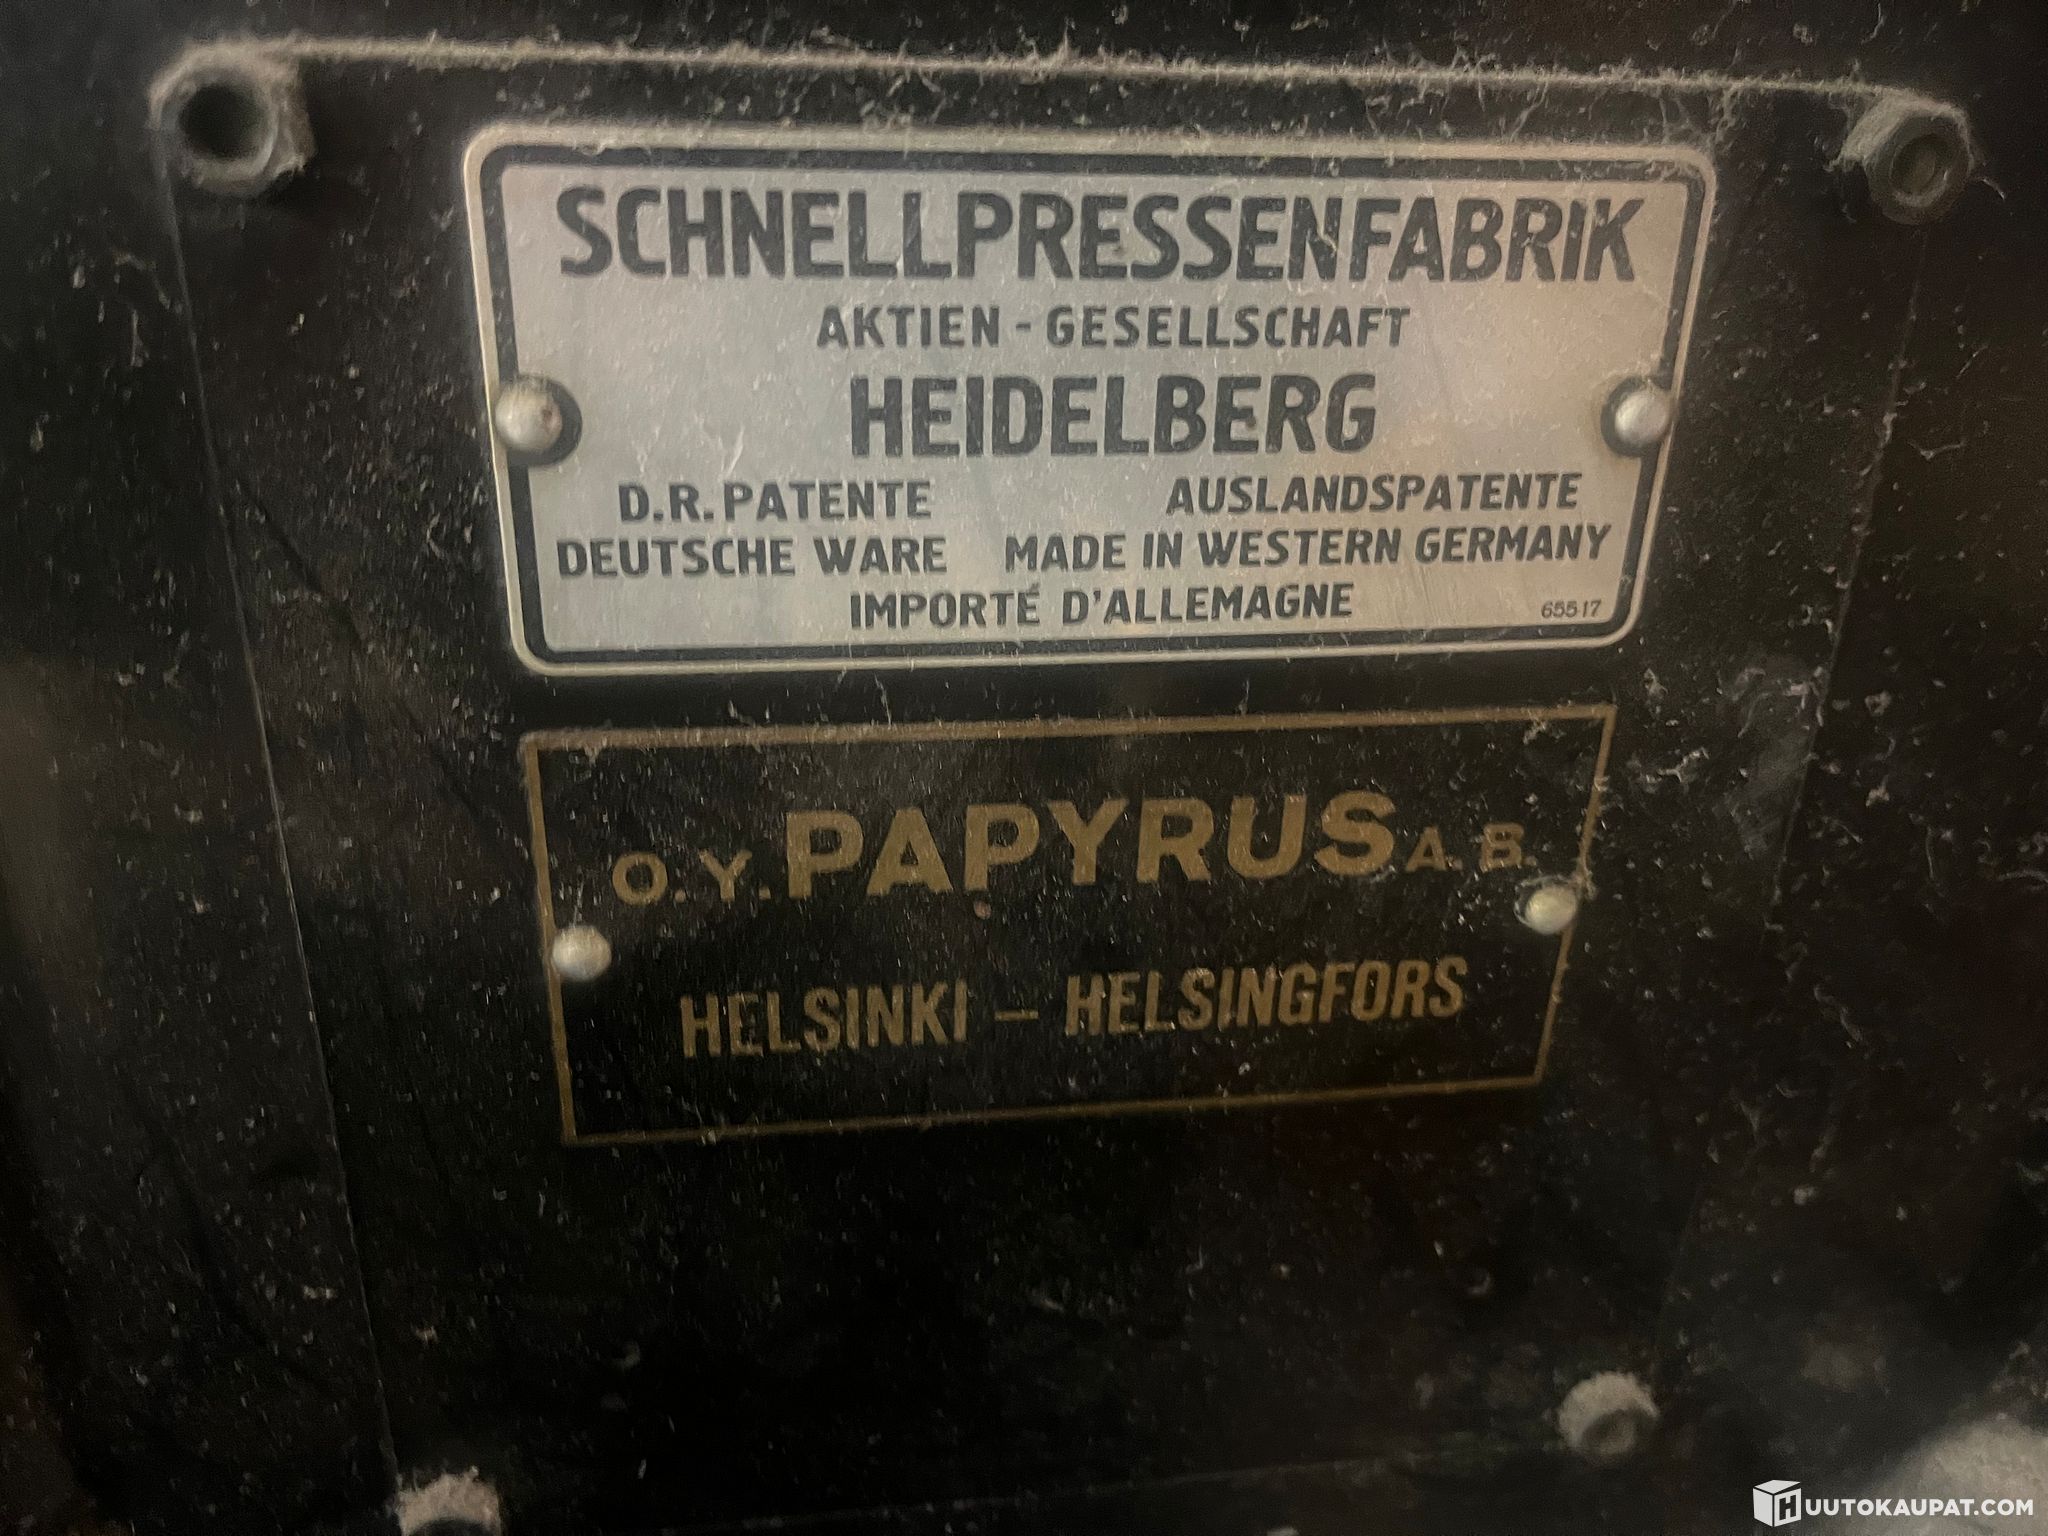 SCHNELLPRESSENFABRIK
AKTIEN - GESELLSCHAFT
HEIDELBERG
D.R. PATENTE AUSLANDSPATENTE
DEUTSCHE WARE MADE IN WESTERN GERMANY
IMPORTÉ D'ALLEMAGNE 65517
O.Y. PAPYRUS A.B.
HELSINKI – HELSINGFORS
HUUTOKAUPAT.COM